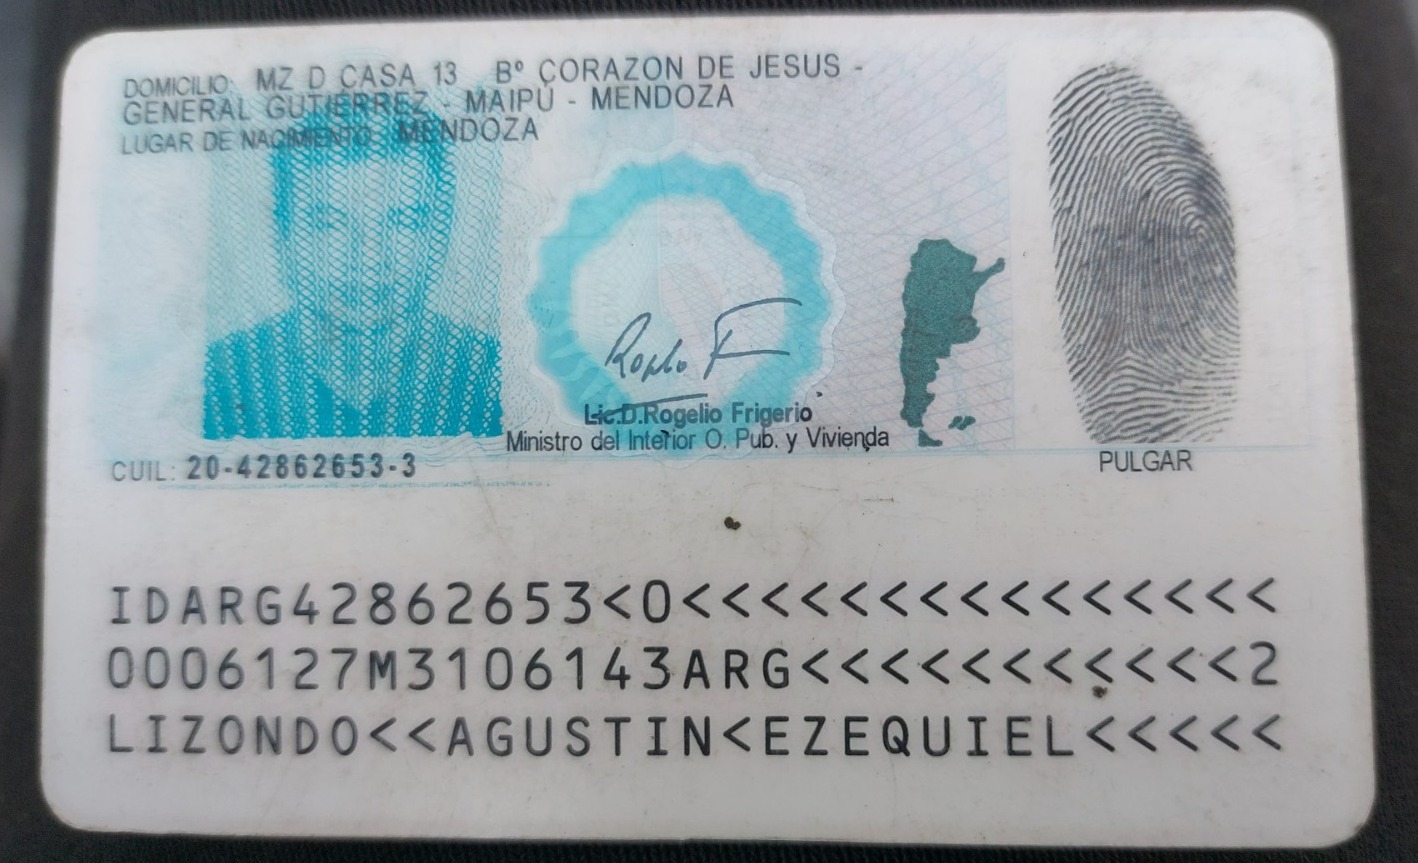 DOMICILIO: MZ D CASA 13 Bº CORAZON DE JESUS -
GENERAL GUTIERREZ - MAIPÚ - MENDOZA
LUGAR DE NACIMIENTO: MENDOZA
Lic.D.Rogelio Frigerio
Ministro del Interior O. Pub. y Vivienda
CUIL: 20-42862653-3
PULGAR
IDARG42862653<0<<<<<<<<<<<<<<<
0006127M3106143ARG<<<<<<<<<<<2
LIZONDO<<AGUSTIN<EZEQUIEL<<<<<